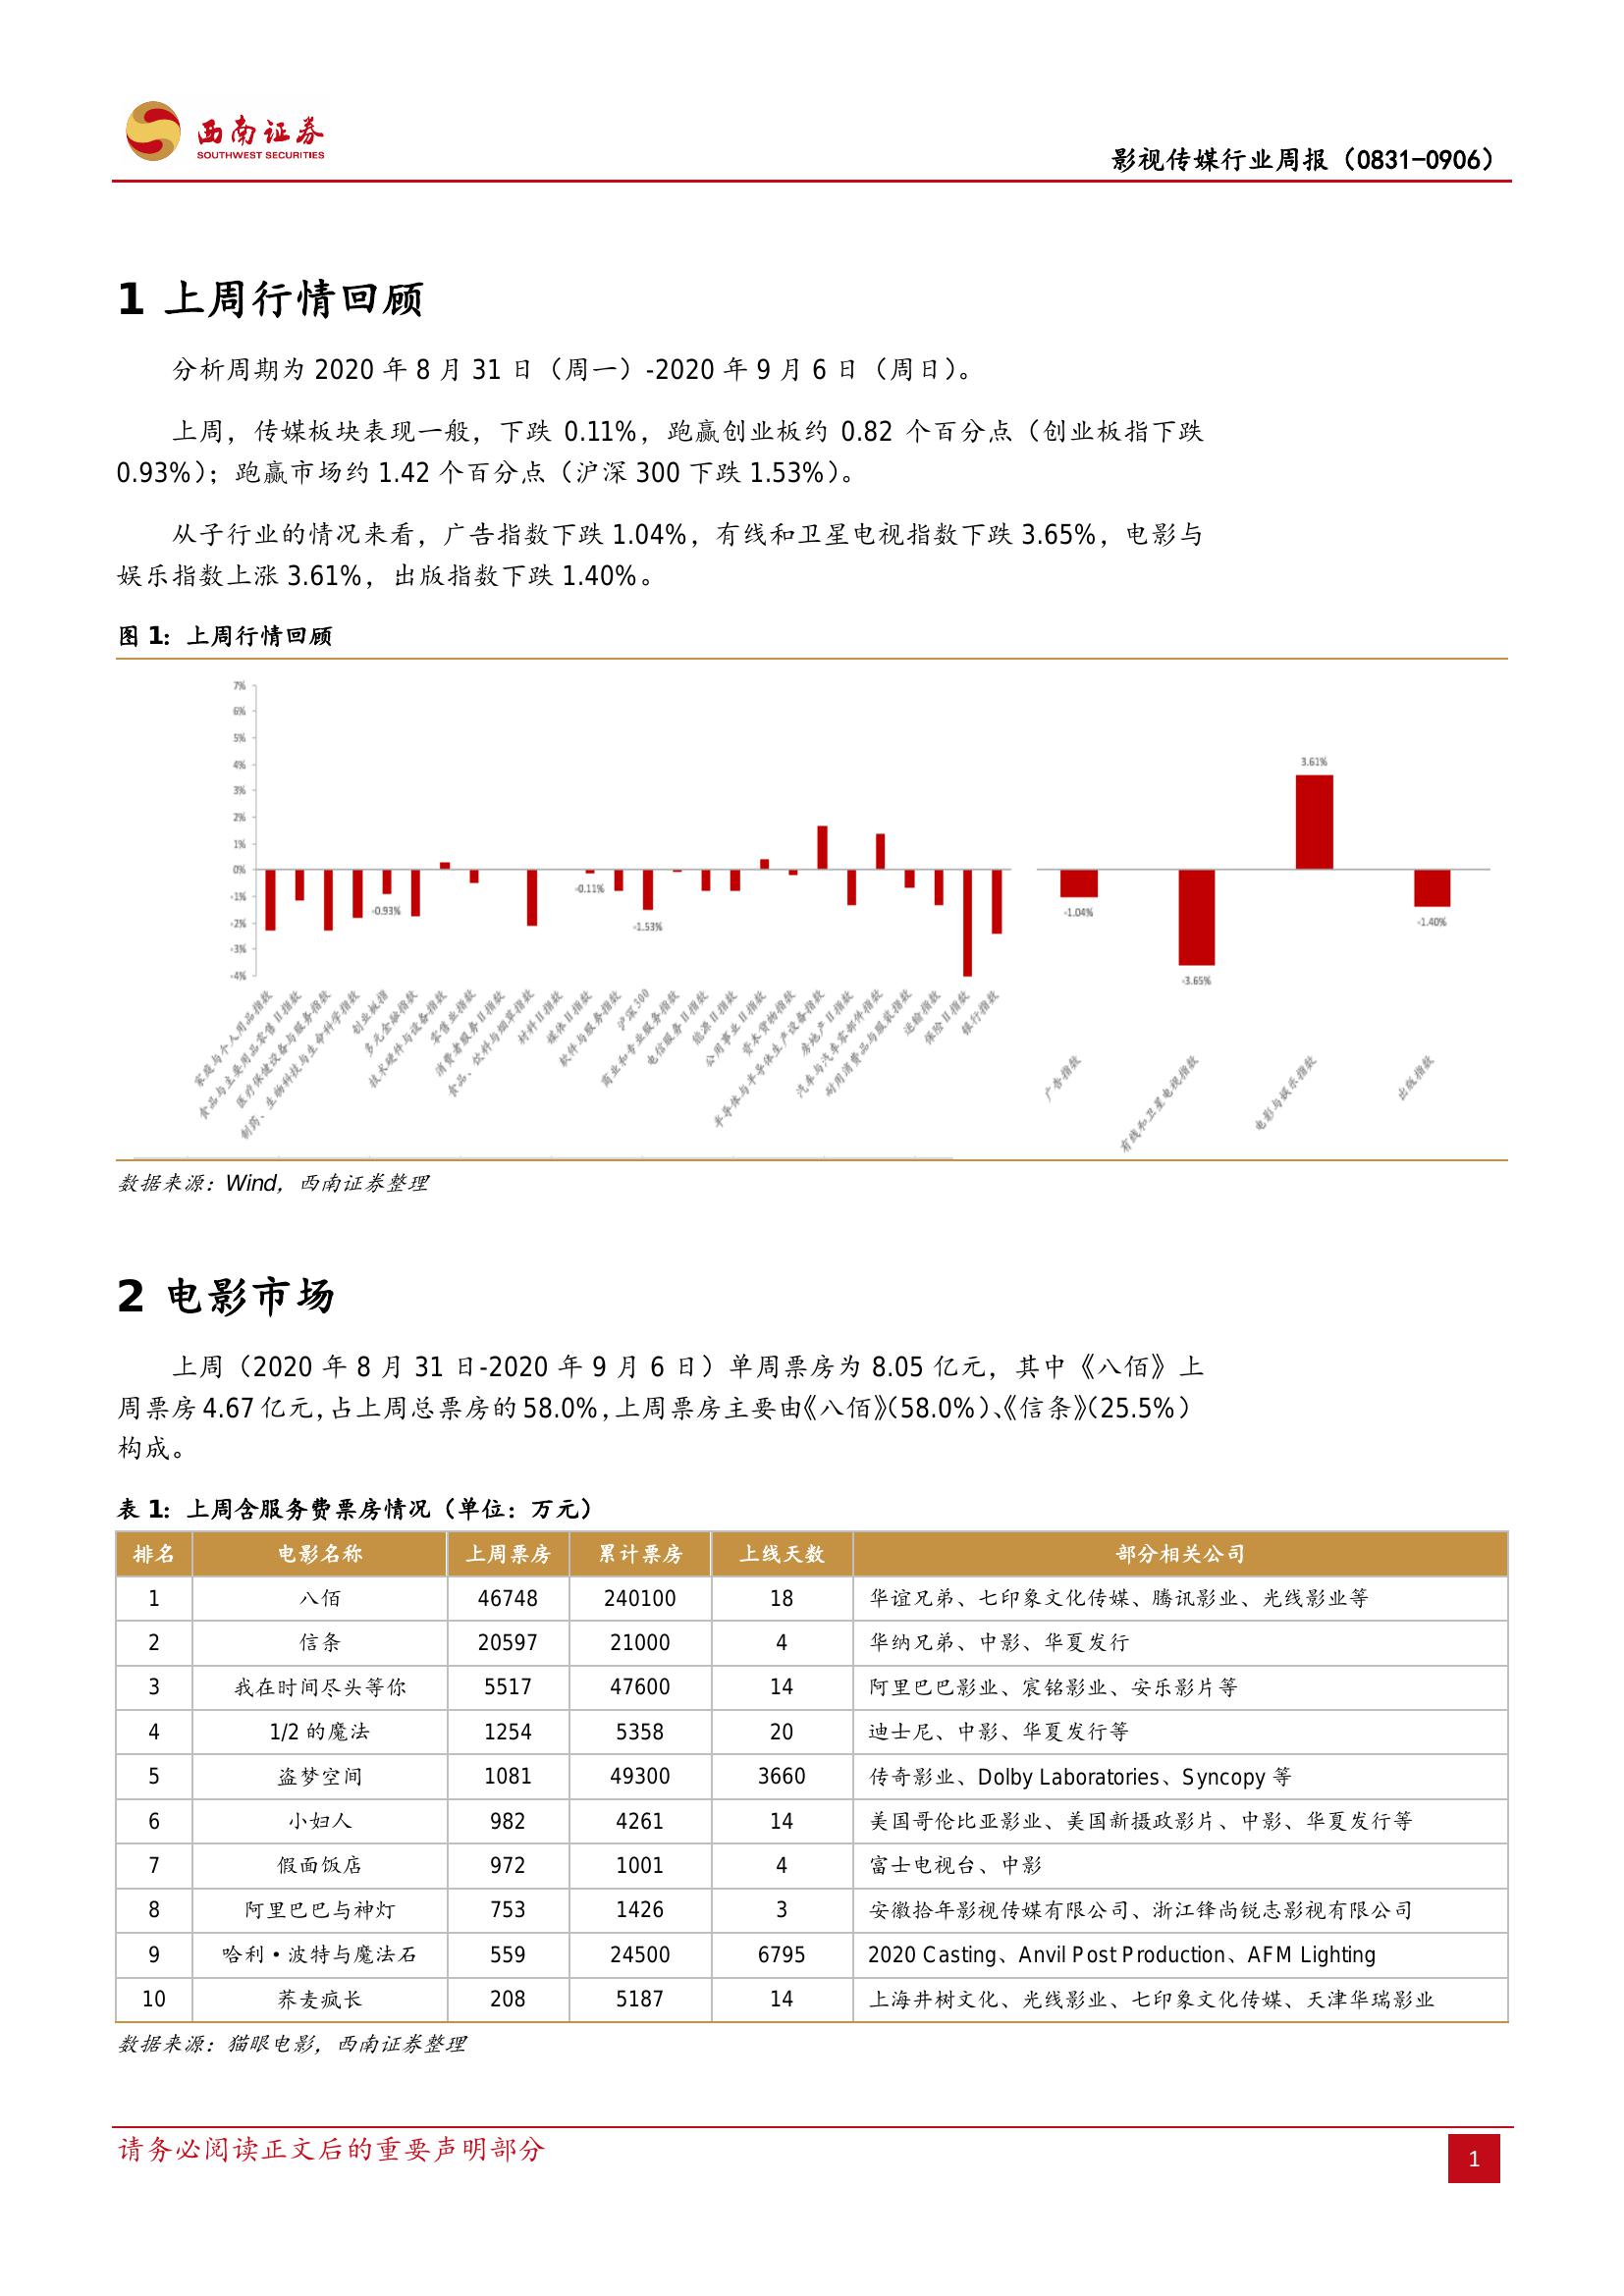 西南证券
SOUTHWEST SECURITIES
影视传媒行业周报（0831-0906）
1 上周行情回顾
分析周期为 2020 年 8 月 31 日（周一）-2020 年 9 月 6 日（周日）。
上周，传媒板块表现一般，下跌 0.11%，跑赢创业板约 0.82 个百分点（创业板指下跌
0.93%）；跑赢市场约 1.42 个百分点（沪深 300 下跌 1.53%）。
从子行业的情况来看，广告指数下跌 1.04%，有线和卫星电视指数下跌 3.65%，电影与
娱乐指数上涨 3.61%，出版指数下跌 1.40%。
图 1：上周行情回顾
7%
6%
5%
4%
3%
2%
1%
0%
-1%
-2%
-3%
-4%
-0.93%
-0.11%
-1.53%
-1.04%
-3.65%
3.61%
-1.40%
家庭与个人用品指数
食品与主要用品零售Ⅱ指数
医疗保健设备与服务指数
制药、生物科技与生命科学指数
创业板指
多元金融指数
技术硬件与设备指数
零售业指数
消费者服务Ⅱ指数
食品、饮料与烟草指数
材料Ⅱ指数
媒体Ⅱ指数
软件与服务指数
沪深300
商业和专业服务指数
电信服务Ⅱ指数
能源Ⅱ指数
公用事业Ⅱ指数
资本货物指数
半导体与半导体生产设备指数
房地产Ⅱ指数
汽车与汽车零部件指数
耐用消费品与服装指数
运输指数
保险Ⅱ指数
银行指数
广告指数
有线和卫星电视指数
电影与娱乐指数
出版指数
数据来源：Wind，西南证券整理
2 电影市场
上周（2020 年 8 月 31 日-2020 年 9 月 6 日）单周票房为 8.05 亿元，其中《八佰》上
周票房 4.67 亿元，占上周总票房的 58.0%，上周票房主要由《八佰》（58.0%）、《信条》（25.5%）
构成。
表 1：上周含服务费票房情况（单位：万元）
排名 电影名称 上周票房 累计票房 上线天数 部分相关公司
1 八佰 46748 240100 18 华谊兄弟、七印象文化传媒、腾讯影业、光线影业等
2 信条 20597 21000 4 华纳兄弟、中影、华夏发行
3 我在时间尽头等你 5517 47600 14 阿里巴巴影业、宸铭影业、安乐影片等
4 1/2 的魔法 1254 5358 20 迪士尼、中影、华夏发行等
5 盗梦空间 1081 49300 3660 传奇影业、Dolby Laboratories、Syncopy 等
6 小妇人 982 4261 14 美国哥伦比亚影业、美国新摄政影片、中影、华夏发行等
7 假面饭店 972 1001 4 富士电视台、中影
8 阿里巴巴与神灯 753 1426 3 安徽拾年影视传媒有限公司、浙江锋尚锐志影视有限公司
9 哈利•波特与魔法石 559 24500 6795 2020 Casting、Anvil Post Production、AFM Lighting
10 荞麦疯长 208 5187 14 上海井树文化、光线影业、七印象文化传媒、天津华瑞影业
数据来源：猫眼电影，西南证券整理
请务必阅读正文后的重要声明部分
1